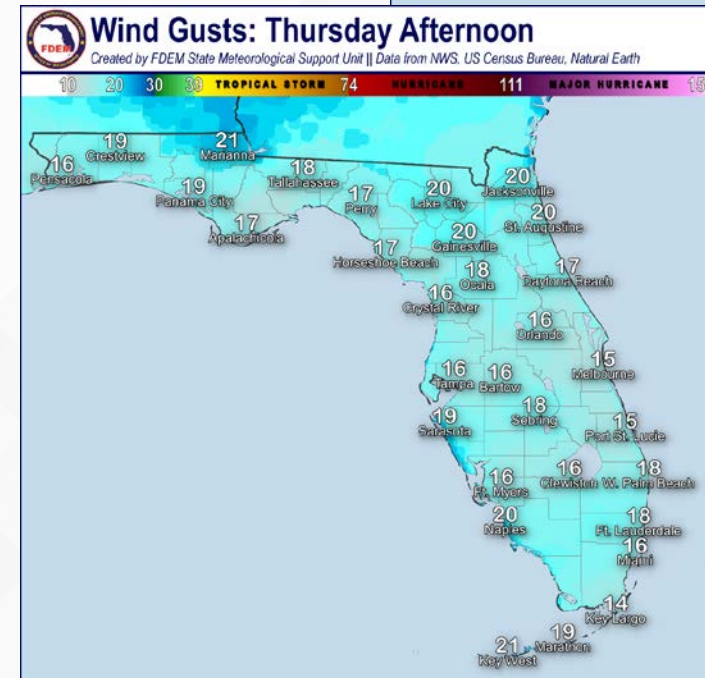 Wind Gusts: Thursday Afternoon
FDEM
Created by FDEM State Meteorological Support Unit || Data from NWS, US Census Bureau, Natural Earth
10 20 30 39 TROPICAL STORM 74 HURRICANE 111 MAJOR HURRICANE
19
Crestview
21
Marianna
16
Pensacola
18
Tallahassee
19
Panama City
17
Perry
20
Lake City
20
Jacksonville
17
Apalachicola
20
St. Augustine
20
Gainesville
17
Horseshoe Beach
18
Ocala
17
Daytona Beach
16
Crystal River
16
Orlando
15
Melbourne
16
Tampa
16
Bartow
18
Sebring
19
Sarasota
15
Port St. Lucie
16
Ft. Myers
16
Clewiston
18
W. Palm Beach
20
Naples
18
Ft. Lauderdale
16
Miami
14
Key Largo
19
Marathon
21
Key West